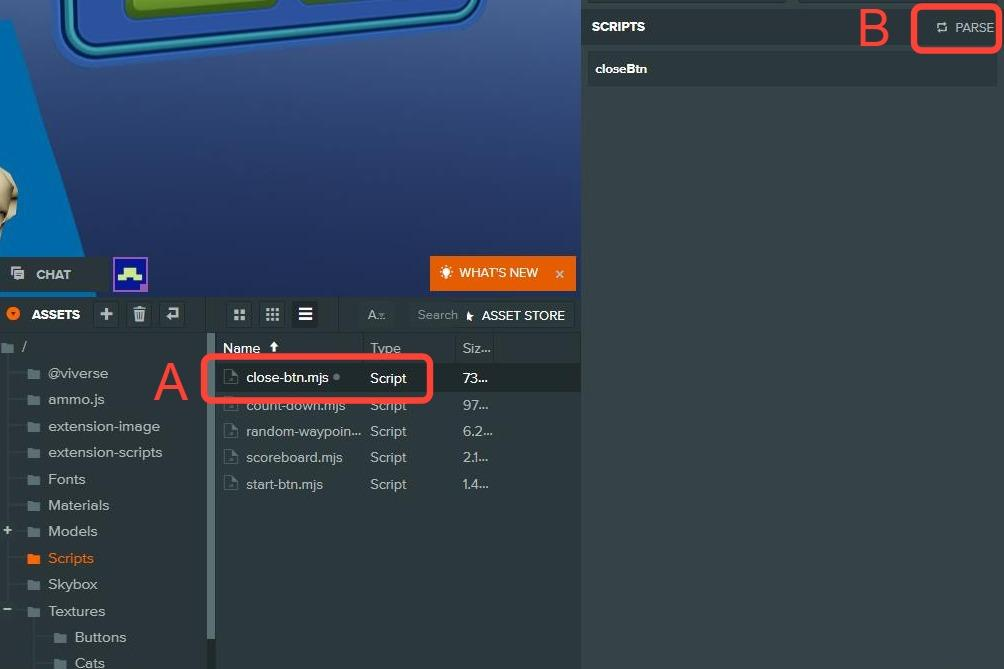 SCRIPTS
B
PARSE
closeBtn
CHAT
WHAT'S NEW ×
ASSETS
A..
Search
ASSET STORE
/
@viverse
ammo.js
extension-image
extension-scripts
Fonts
Materials
Models
Scripts
Skybox
Textures
Buttons
Cats
Name
Type
Siz...
A
close-btn.mjs
Script
73...
count-down.mjs
Script
97...
random-waypoin...
Script
6.2...
scoreboard.mjs
Script
2.1...
start-btn.mjs
Script
1.4...